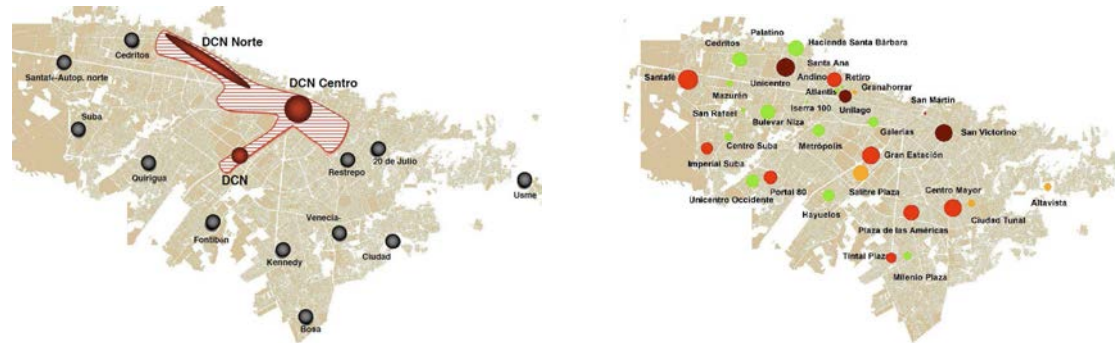 DCN Norte
Cedritos
DCN Centro
Santafe-Autop. norte
Suba
Quirigua
DCN
20 de Julio
Restrepo
Usme
Fontibán
Venecia-
Kennedy
Ciudad
Bosa
Palatino
Cedritos
Hacienda Santa Bárbara
Santa Ana
Santafé
Unicentro
Andino
Retiro
Mazurén
Atlantis
Granahorrar
San Rafael
Iserra 100
Unilago
San Martín
Bulevar Niza
Galerías
San Victorino
Centro Suba
Metrópolis
Gran Estación
Imperial Suba
Portal 80
Salitre Plaza
Centro Mayor
Unicentro Occidente
Hayuelos
Altavista
Ciudad Tunal
Plaza de las Américas
Tintal Plaza
Milenio Plaza